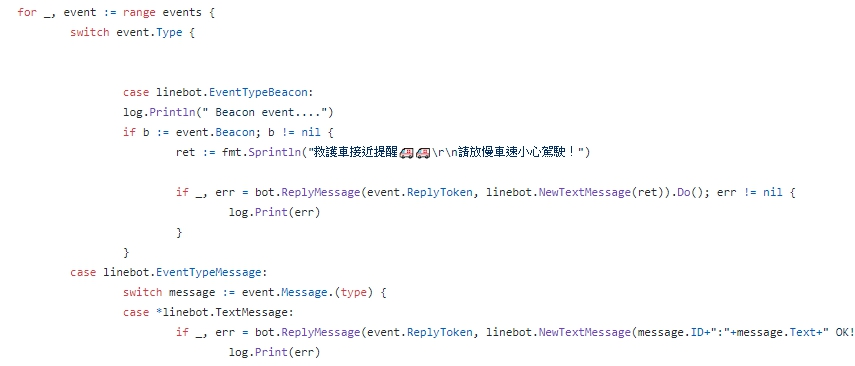 for _, event := range events {
switch event.Type {
case linebot.EventTypeBeacon:
log.Println(" Beacon event....")
if b := event.Beacon; b != nil {
ret := fmt.Sprintln("救護車接近提醒🚑🚑\r\n請放慢車速小心駕駛！")
if _, err = bot.ReplyMessage(event.ReplyToken, linebot.NewTextMessage(ret)).Do(); err != nil {
log.Print(err)
}
}
case linebot.EventTypeMessage:
switch message := event.Message.(type) {
case *linebot.TextMessage:
if _, err = bot.ReplyMessage(event.ReplyToken, linebot.NewTextMessage(message.ID+":"+message.Text+" OK!
log.Print(err)